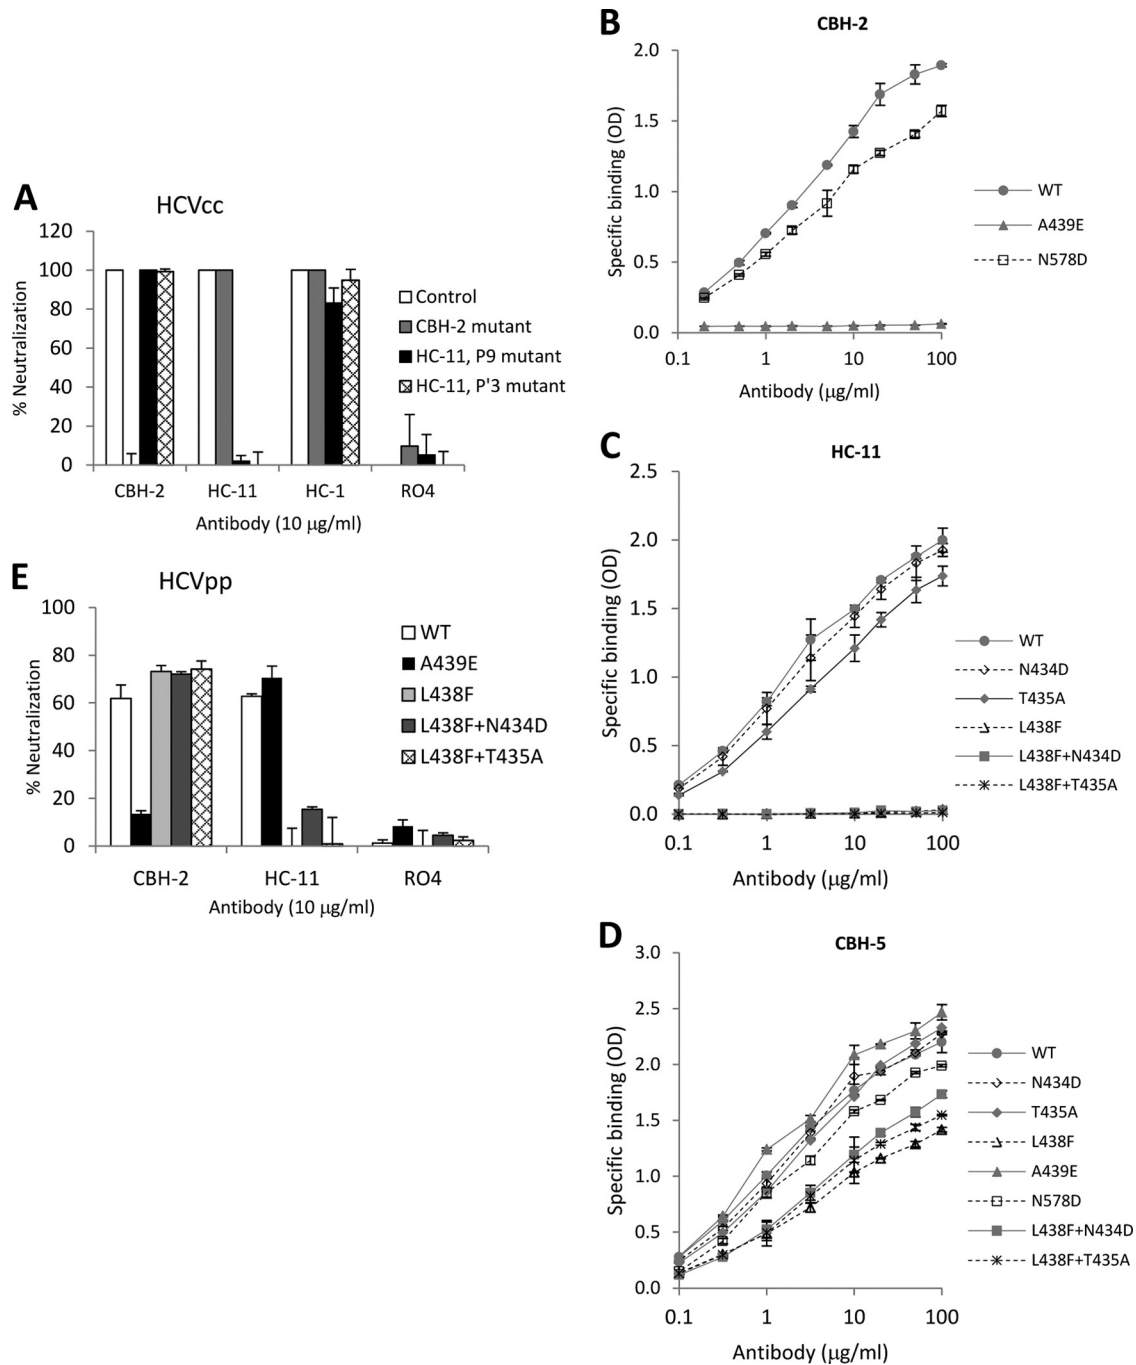 A
HCVcc
120
100
80
60
40
20
0
% Neutralization
CBH-2 HC-11 HC-1 RO4
Antibody (10 µg/ml)
Control
CBH-2 mutant
HC-11, P9 mutant
HC-11, P'3 mutant
E
HCVpp
100
80
60
40
20
0
% Neutralization
CBH-2 HC-11 RO4
Antibody (10 µg/ml)
WT
A439E
L438F
L438F+N434D
L438F+T435A
B
CBH-2
2.0
1.5
1.0
0.5
0.0
Specific binding (OD)
0.1 1 10 100
Antibody (µg/ml)
WT
A439E
N578D
C
HC-11
2.5
2.0
1.5
1.0
0.5
0.0
Specific binding (OD)
0.1 1 10 100
Antibody (µg/ml)
WT
N434D
T435A
L438F
L438F+N434D
L438F+T435A
D
CBH-5
3.0
2.5
2.0
1.5
1.0
0.5
0.0
Specific binding (OD)
0.1 1 10 100
Antibody (µg/ml)
WT
N434D
T435A
L438F
A439E
N578D
L438F+N434D
L438F+T435A